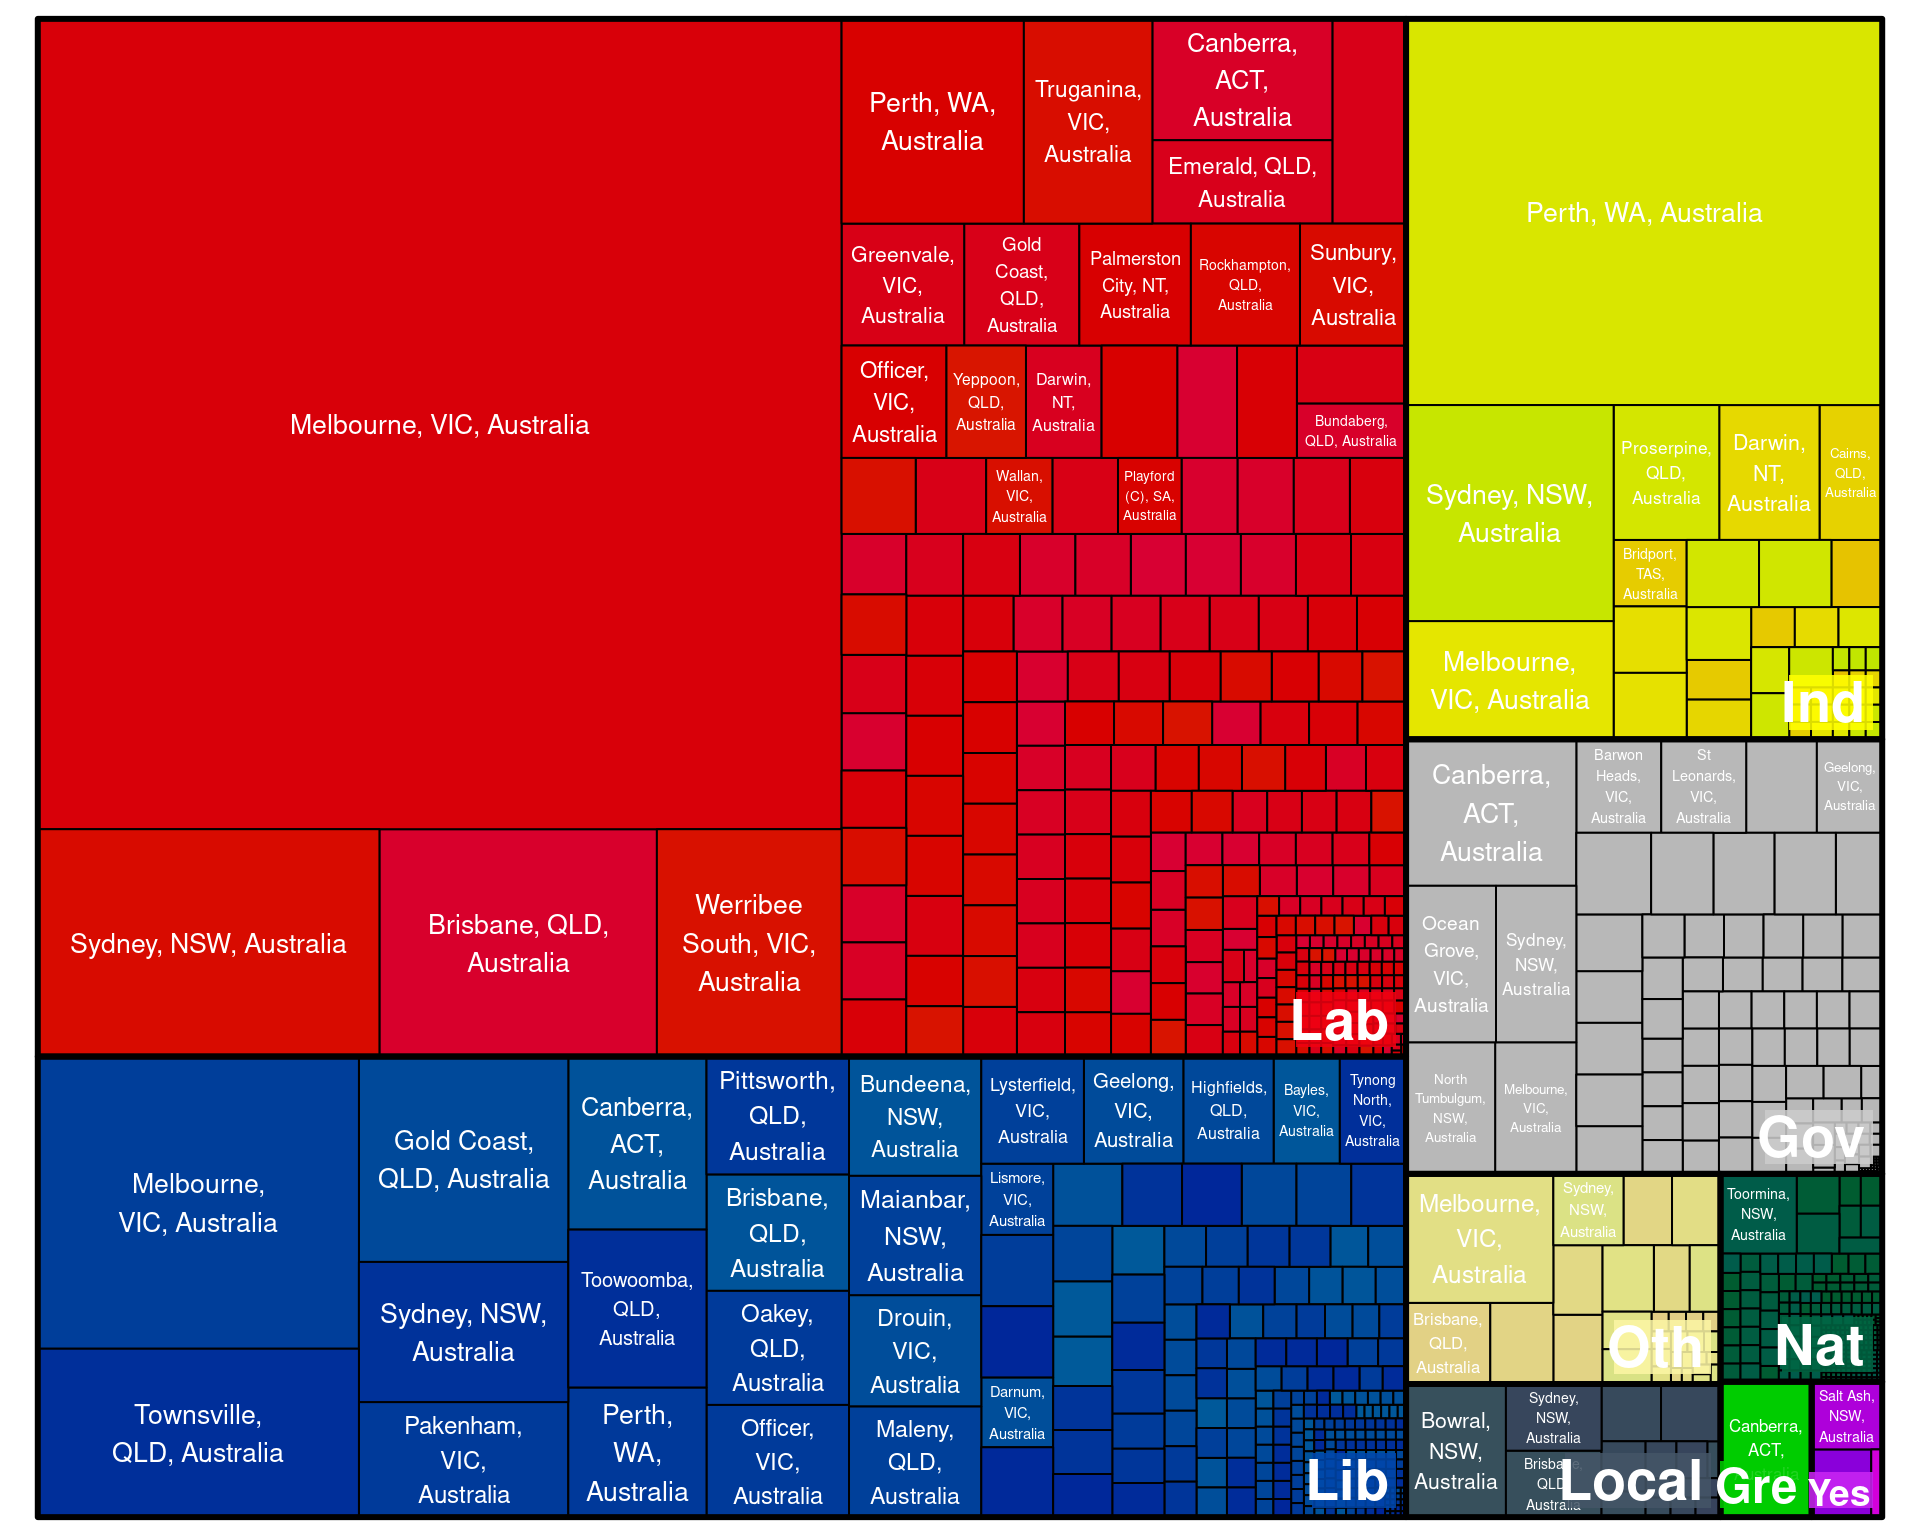 Melbourne, VIC, Australia
Sydney, NSW, Australia
Brisbane, QLD,
Australia
Werribee
South, VIC,
Australia
Perth, WA,
Australia
Truganina,
VIC,
Australia
Canberra,
ACT,
Australia
Emerald, QLD,
Australia
Greenvale,
VIC,
Australia
Gold
Coast,
QLD,
Australia
Palmerston
City, NT,
Australia
Rockhampton,
QLD,
Australia
Sunbury,
VIC,
Australia
Officer,
VIC,
Australia
Yeppoon,
QLD,
Australia
Darwin,
NT,
Australia
Bundaberg,
QLD, Australia
Wallan,
VIC,
Australia
Playford
(C), SA,
Australia
Lab
Melbourne,
VIC, Australia
Townsville,
QLD, Australia
Gold Coast,
QLD, Australia
Sydney, NSW,
Australia
Pakenham,
VIC,
Australia
Canberra,
ACT,
Australia
Toowoomba,
QLD,
Australia
Perth,
WA,
Australia
Pittsworth,
QLD,
Australia
Brisbane,
QLD,
Australia
Oakey,
QLD,
Australia
Officer,
VIC,
Australia
Bundeena,
NSW,
Australia
Maianbar,
NSW,
Australia
Drouin,
VIC,
Australia
Maleny,
QLD,
Australia
Lysterfield,
VIC,
Australia
Geelong,
VIC,
Australia
Highfields,
QLD,
Australia
Bayles,
VIC,
Australia
Tynong
North,
VIC,
Australia
Lismore,
VIC,
Australia
Darnum,
VIC,
Australia
Lib
Perth, WA, Australia
Sydney, NSW,
Australia
Melbourne,
VIC, Australia
Proserpine,
QLD,
Australia
Darwin,
NT,
Australia
Cairns,
QLD,
Australia
Bridport,
TAS,
Australia
Ind
Canberra,
ACT,
Australia
Barwon
Heads,
VIC,
Australia
St
Leonards,
VIC,
Australia
Geelong,
VIC,
Australia
Ocean
Grove,
VIC,
Australia
Sydney,
NSW,
Australia
North
Tumbulgum,
NSW,
Australia
Melbourne,
VIC,
Australia
Gov
Melbourne,
VIC,
Australia
Sydney,
NSW,
Australia
Brisbane,
QLD,
Australia
Oth
Toormina,
NSW,
Australia
Nat
Bowral,
NSW,
Australia
Sydney,
NSW,
Australia
Brisbane,
QLD,
Australia
Local
Canberra,
ACT,
Australia
Gre
Salt Ash,
NSW,
Australia
Yes